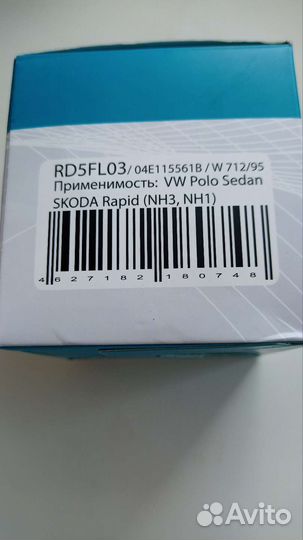 RD5FL03 / 04E115561B / W 712/95
Применимость: VW Polo Sedan
SKODA Rapid (NH3, NH1)
4 627182 180748
Avito